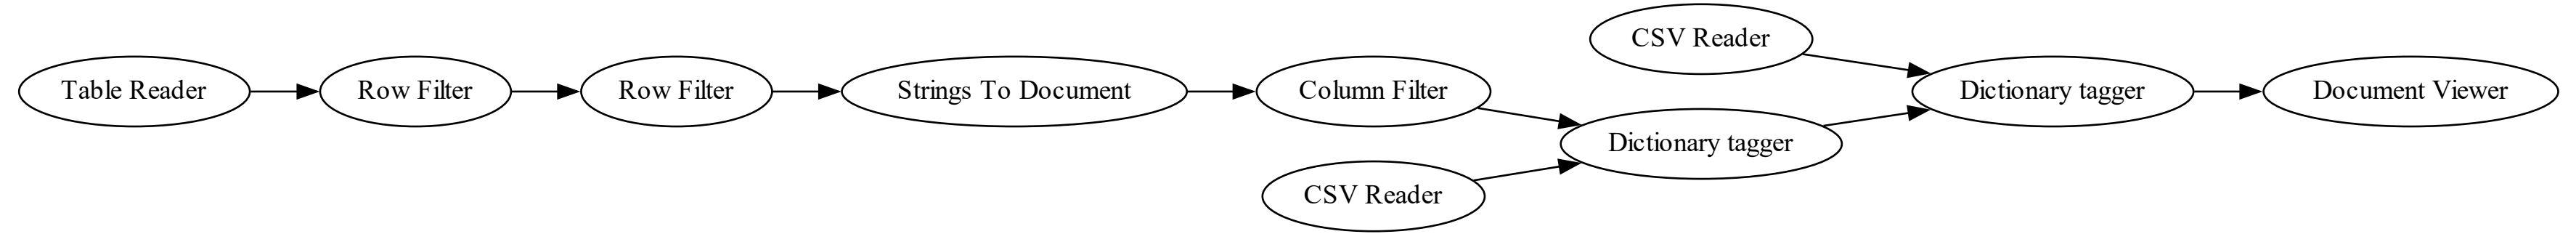 Table Reader
Row Filter
Row Filter
Strings To Document
Column Filter
CSV Reader
Dictionary tagger
CSV Reader
Dictionary tagger
Document Viewer